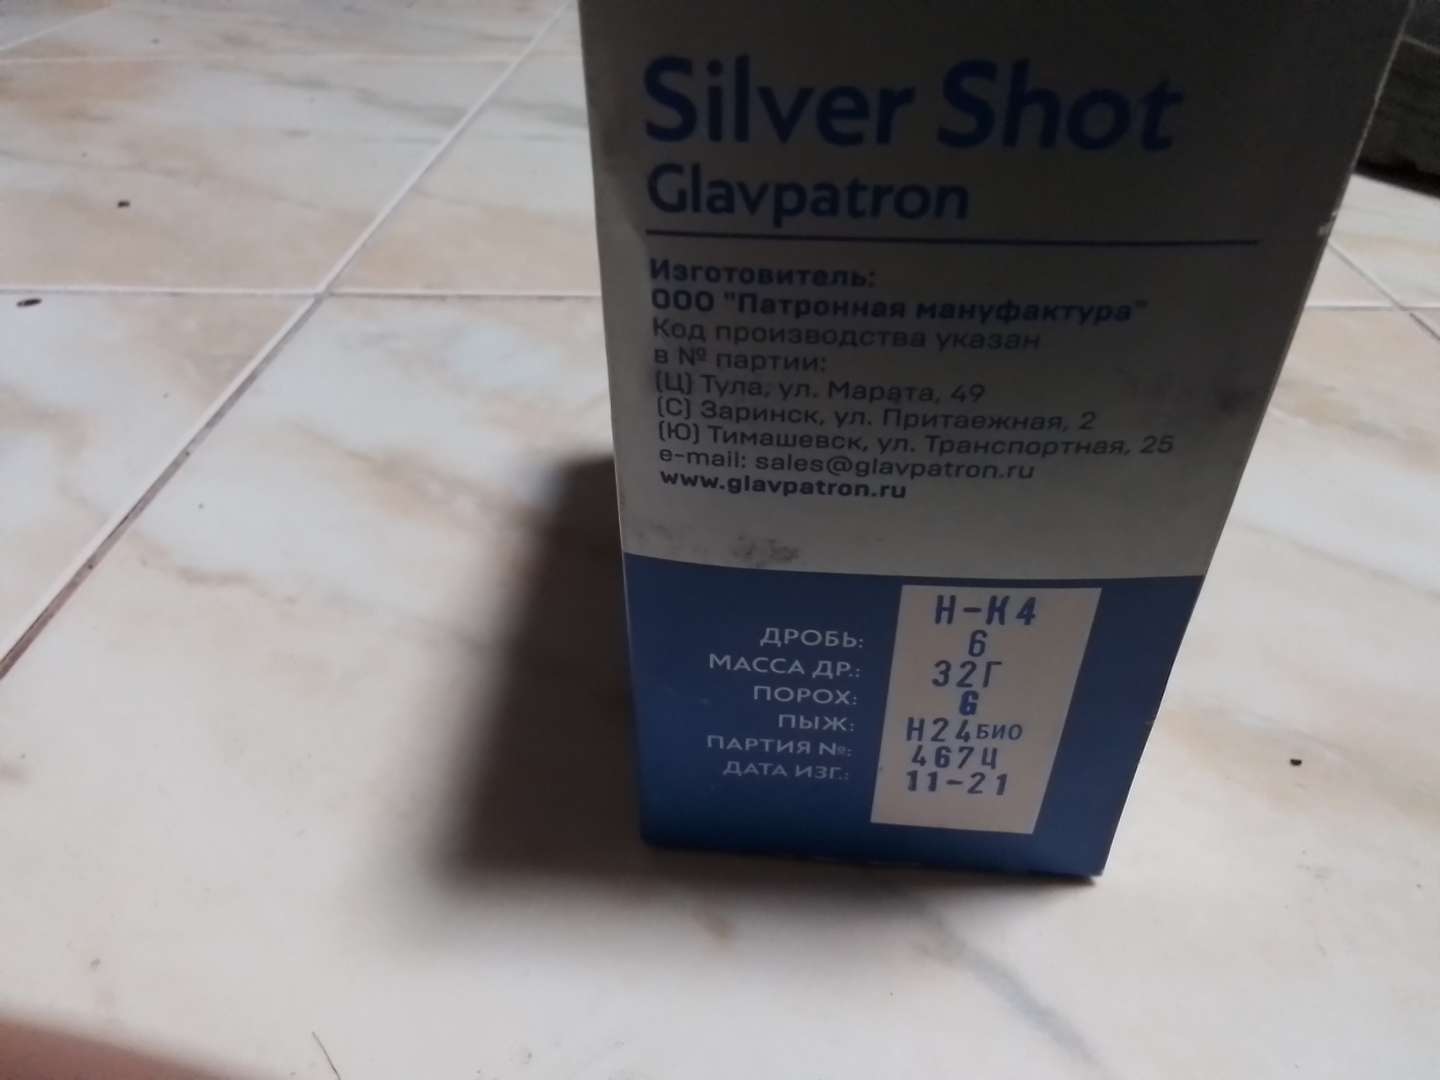 Silver Shot
Glavpatron
Изготовитель:
ООО "Патронная мануфактура"
Код производства указан
в № партии:
(Ц) Тула, ул. Марата, 49
(С) Заринск, ул. Притаежная, 2
(Ю) Тимашевск, ул. Транспортная, 25
e-mail: sales@glavpatron.ru
www.glavpatron.ru
Н-К4
ДРОБЬ: 6
МАССА ДР.: 32Г
ПОРОХ: G
ПЫЖ: Н24БИО
ПАРТИЯ №: 467Ц
ДАТА ИЗГ.: 11-21